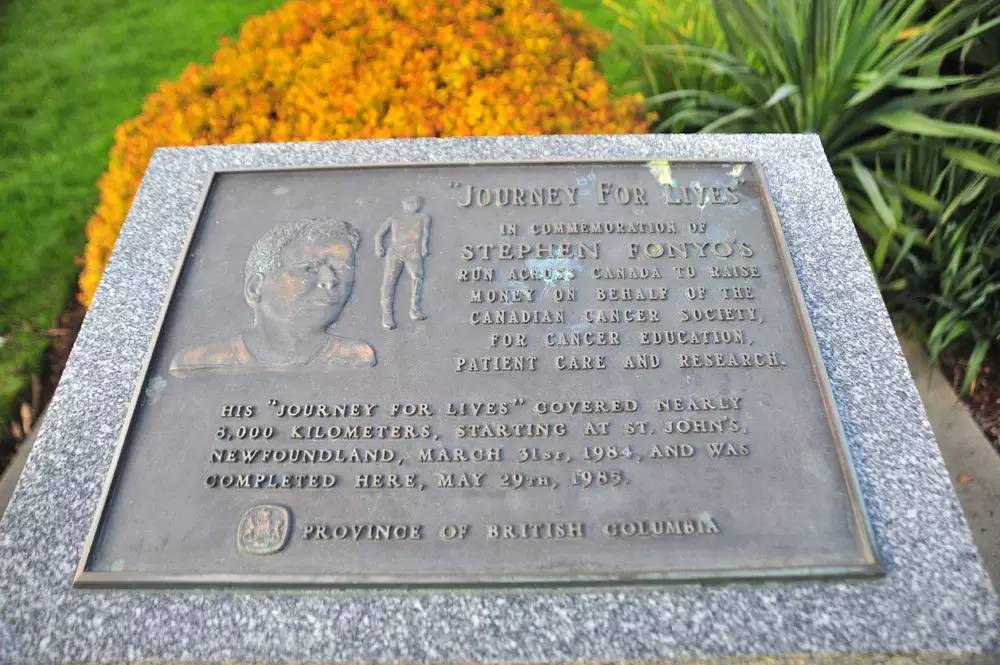 "JOURNEY FOR LIVES"
IN COMMEMORATION OF
STEPHEN FONYO'S
RUN ACROSS CANADA TO RAISE
MONEY ON BEHALF OF THE
CANADIAN CANCER SOCIETY,
FOR CANCER EDUCATION,
PATIENT CARE AND RESEARCH.
HIS "JOURNEY FOR LIVES" COVERED NEARLY
8,000 KILOMETERS, STARTING AT ST. JOHN'S,
NEWFOUNDLAND, MARCH 31ST, 1984, AND WAS
COMPLETED HERE, MAY 29TH, 1985.
PROVINCE OF BRITISH COLUMBIA